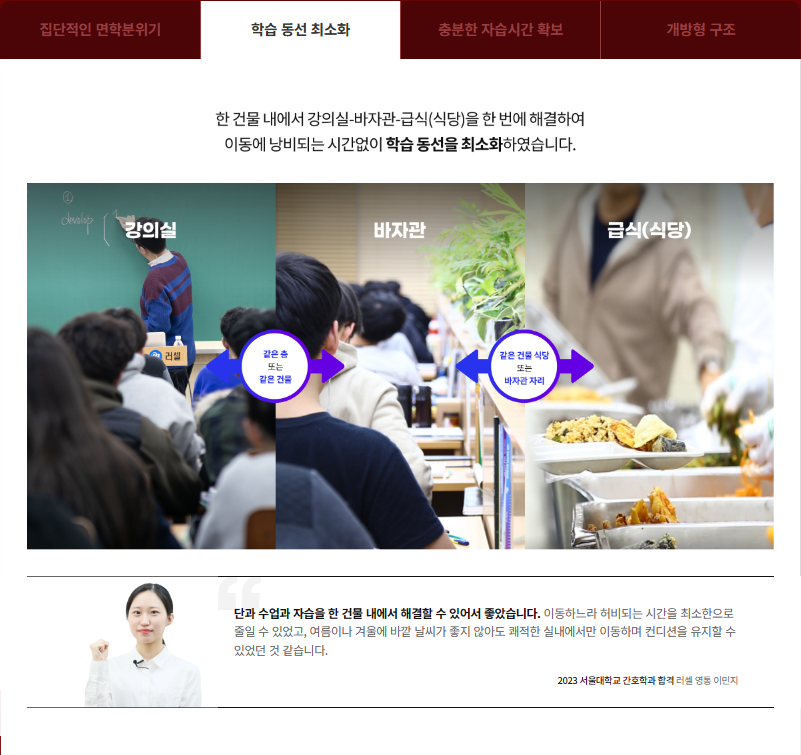 집단적인 면학분위기
학습 동선 최소화
충분한 자습시간 확보
개방형 구조
한 건물 내에서 강의실-바자관-급식(식당)을 한 번에 해결하여
이동에 낭비되는 시간없이 학습 동선을 최소화하였습니다.
develop
강의실
바자관
급식(식당)
러셀
같은 층
또는
같은 건물
같은 건물 식당
또는
바자관 자리
단과 수업과 자습을 한 건물 내에서 해결할 수 있어서 좋았습니다. 이동하느라 허비되는 시간을 최소한으로
줄일 수 있었고, 여름이나 겨울에 바깥 날씨가 좋지 않아도 쾌적한 실내에서만 이동하며 컨디션을 유지할 수
있었던 것 같습니다.
2023 서울대학교 간호학과 합격 러셀 영통 이민지